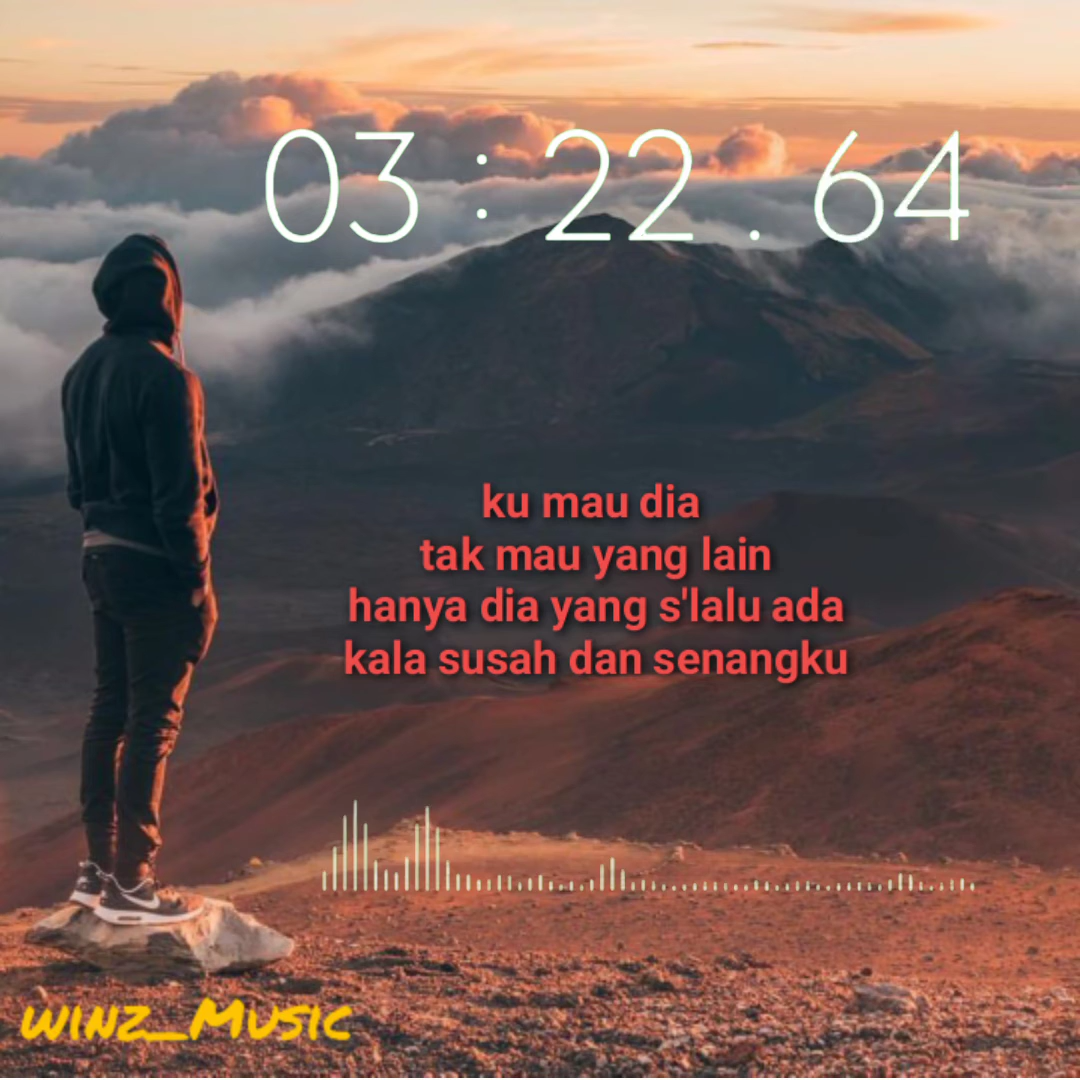 03 : 22 . 64
ku mau dia
tak mau yang lain
hanya dia yang s'lalu ada
kala susah dan senangku
WINZ_MUSIC